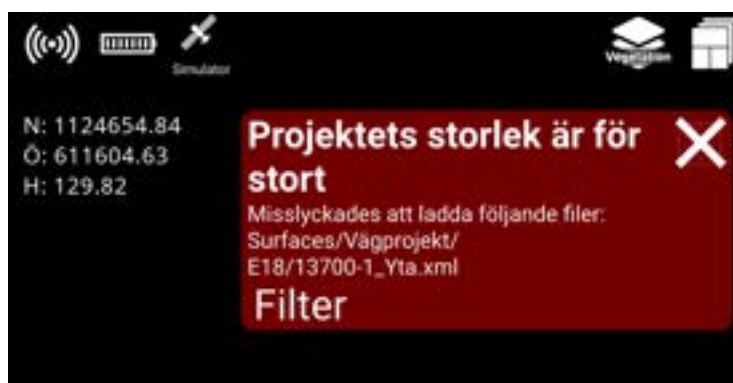 Simulator
Vegetation
N: 1124654.84
Ö: 611604.63
H: 129.82
Projektets storlek är för
stort
Misslyckades att ladda följande filer:
Surfaces/Vägprojekt/
E18/13700-1_Yta.xml
Filter